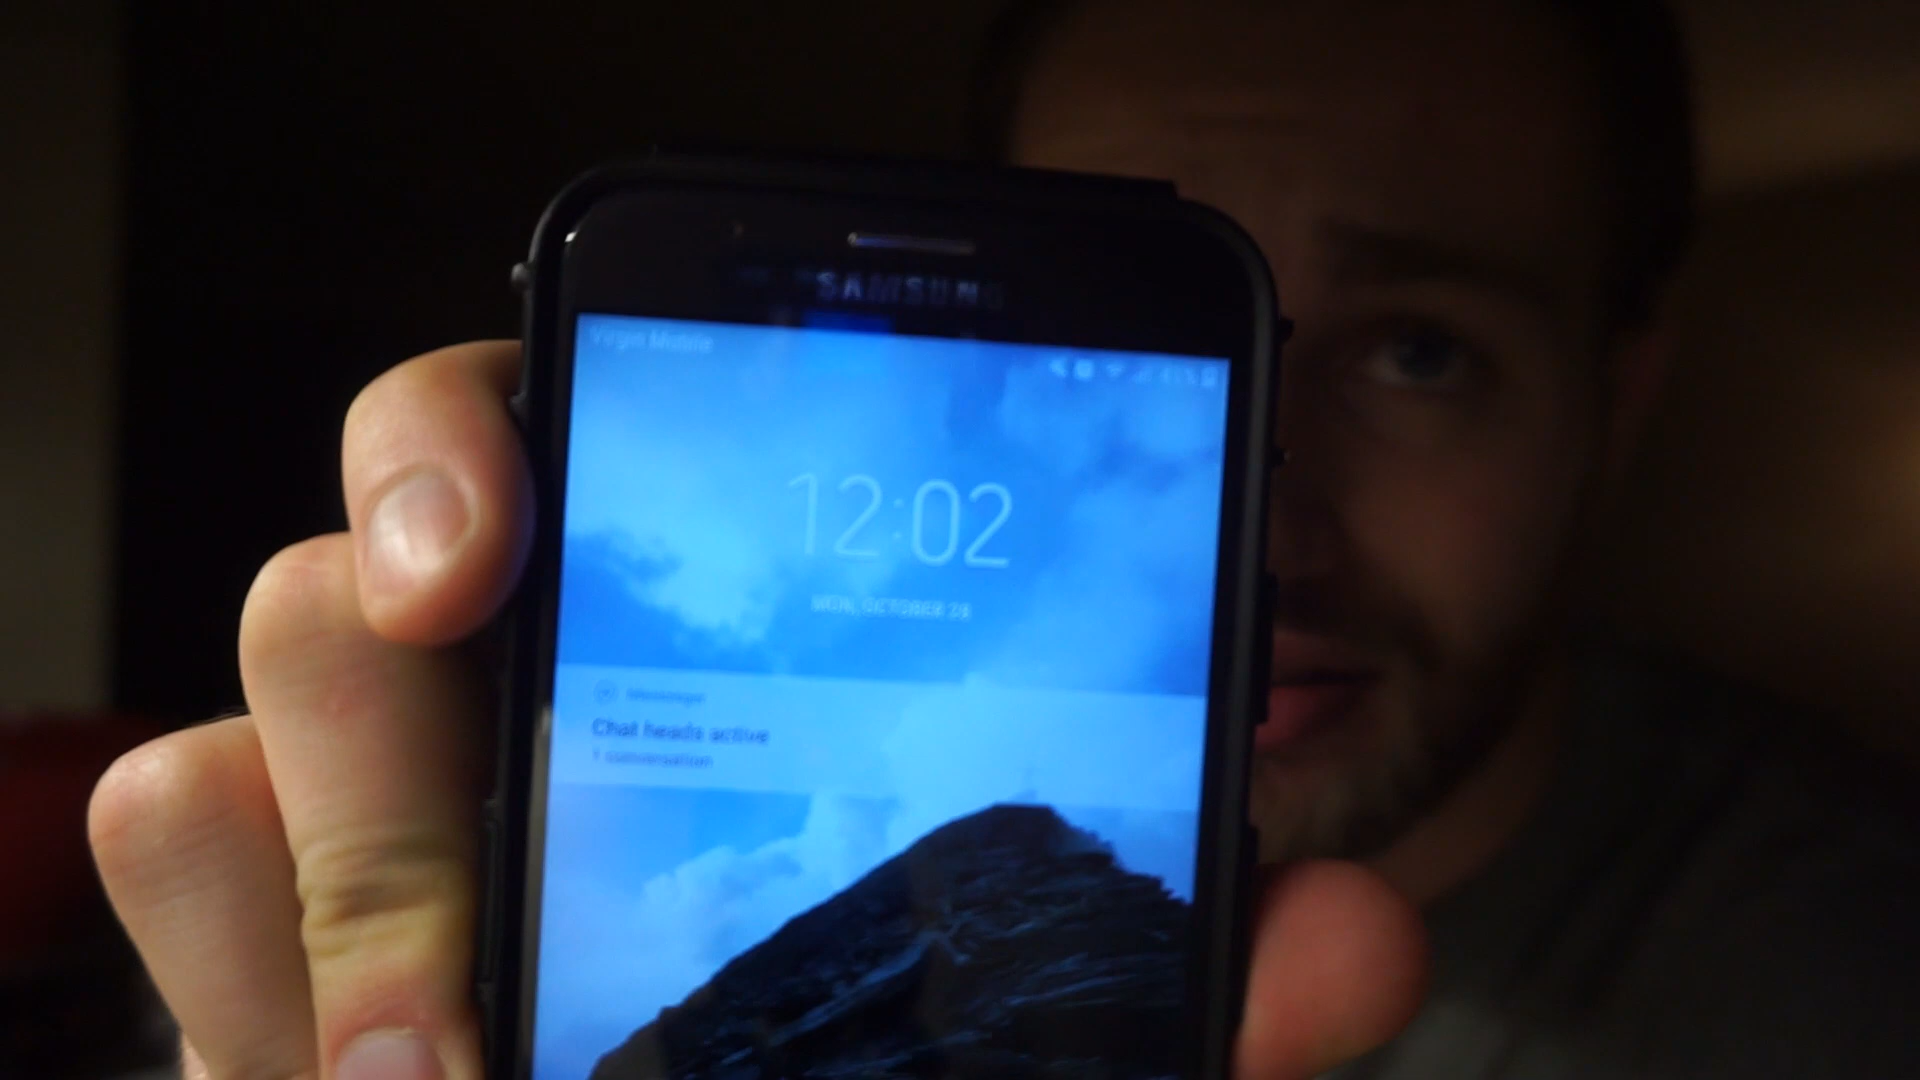 SAMSUNG
Virgin Mobile
12:02
MON, OCTOBER 28
Messenger
Chat heads active
1 conversation